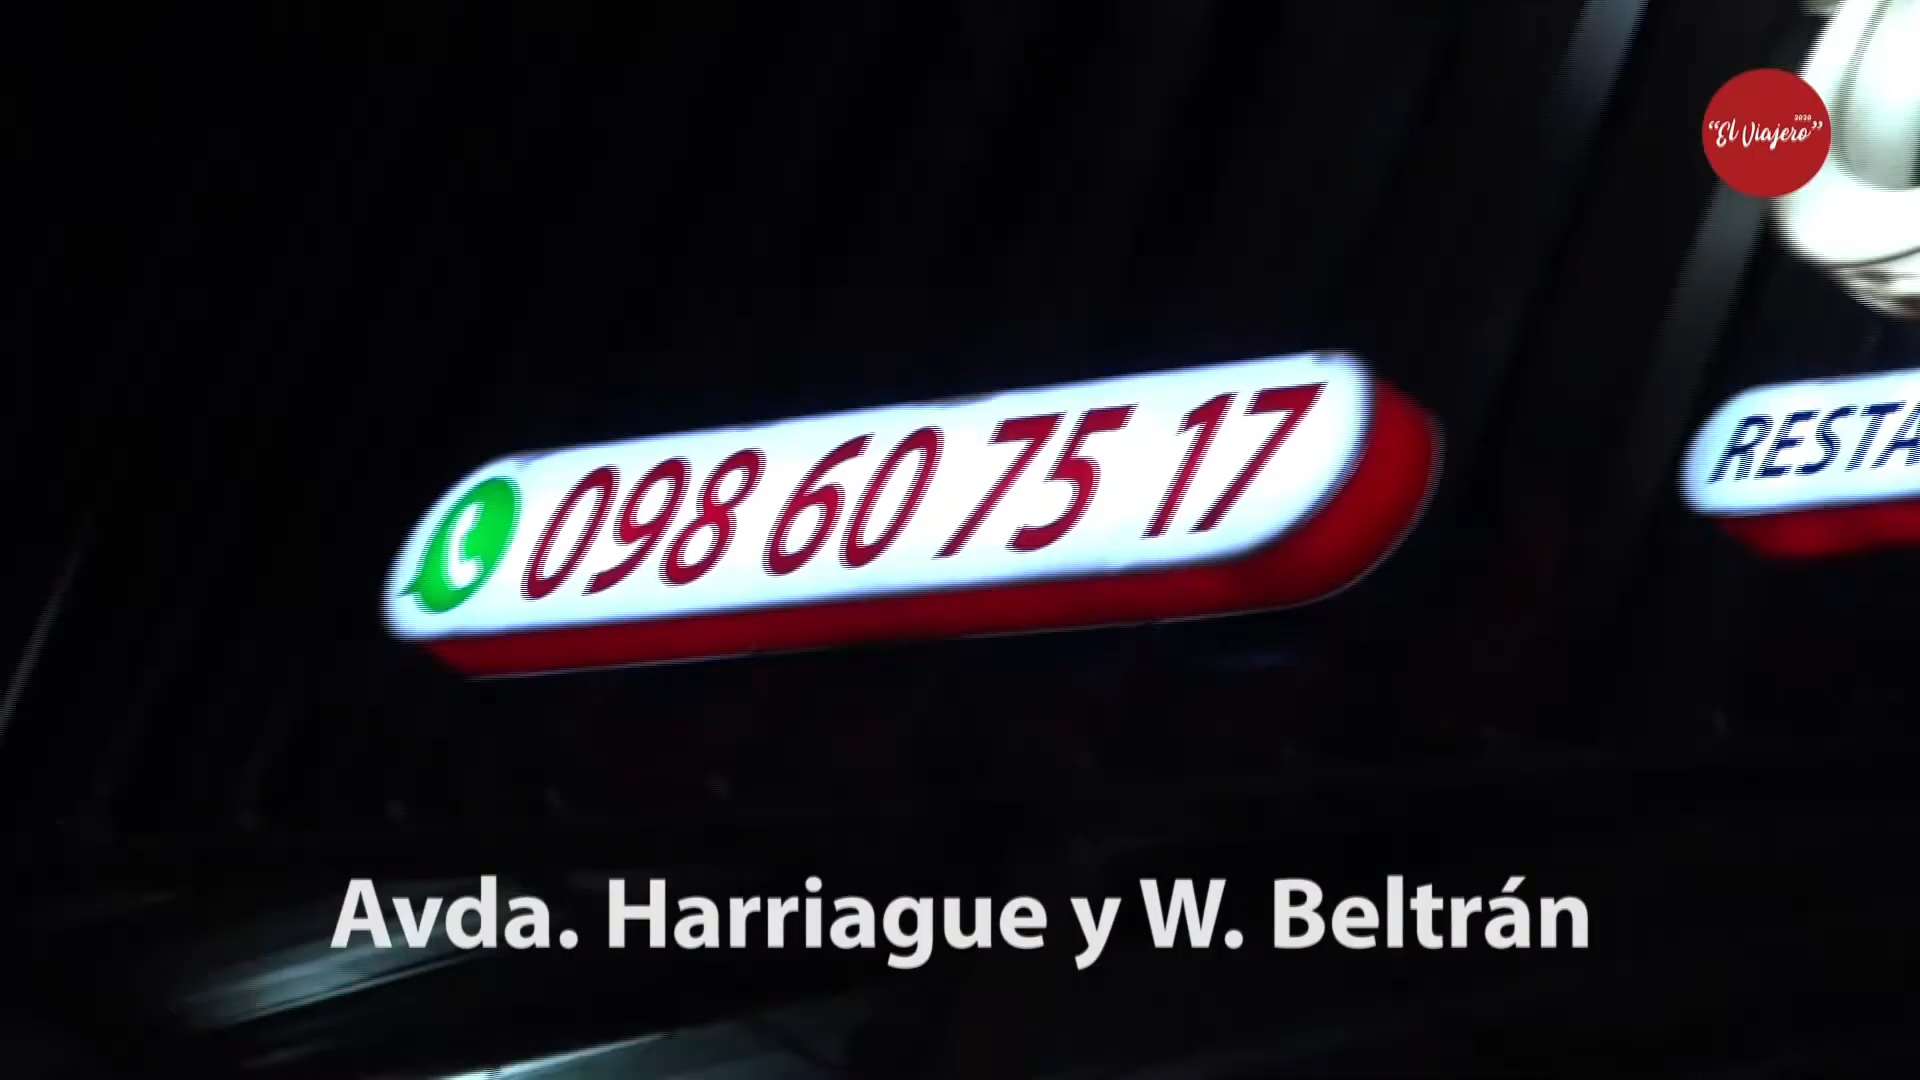 “El Viajero”
2020
098 60 75 17
RESTA
Avda. Harriague y W. Beltrán